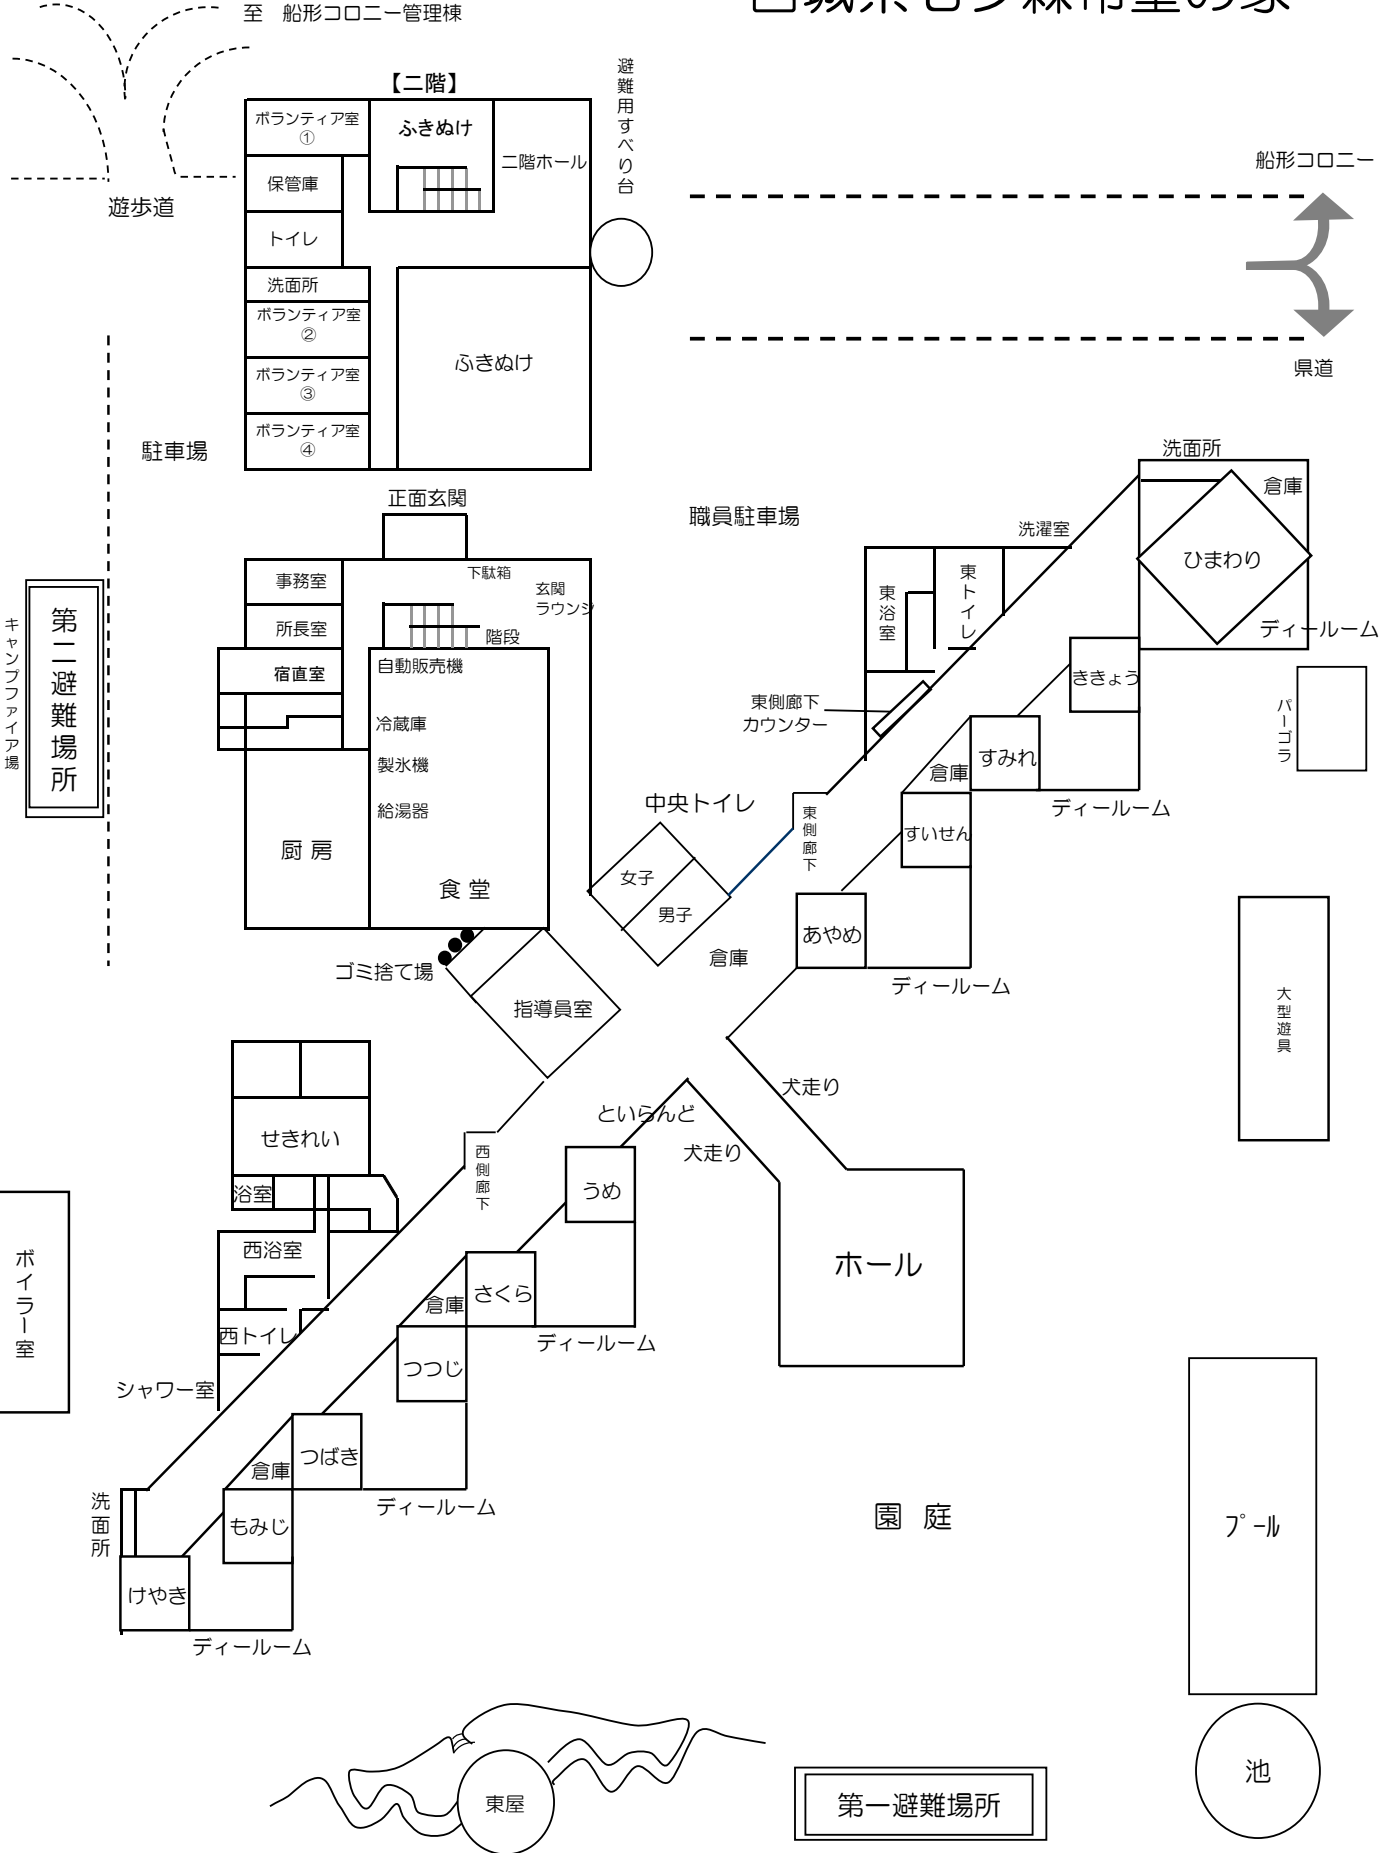 至　船形コロニー管理棟
【二階】
避難用すべり台
ボランティア室
①
ふきぬけ
二階ホール
保管庫
トイレ
遊歩道
洗面所
ボランティア室
②
ボランティア室
③
ボランティア室
④
ふきぬけ
船形コロニー
県道
駐車場
正面玄関
職員駐車場
洗面所
倉庫
ひまわり
ディールーム
洗濯室
東トイレ
東浴室
事務室
下駄箱
玄関
ラウンジ
所長室
階段
宿直室
自動販売機
冷蔵庫
製氷機
給湯器
厨 房
食 堂
第二避難場所
キャンプファイア場
東側廊下
カウンター
ききょう
パーゴラ
すみれ
倉庫
ディールーム
中央トイレ
女子
男子
東側廊下
すいせん
あやめ
倉庫
ディールーム
ゴミ捨て場
指導員室
大型遊具
犬走り
といらんど
犬走り
せきれい
浴室
西側廊下
うめ
西浴室
ホール
ボイラー室
倉庫
さくら
西トイレ
ディールーム
つつじ
シャワー室
倉庫
つばき
洗面所
もみじ
ディールーム
園 庭
プール
けやき
ディールーム
東屋
第一避難場所
池